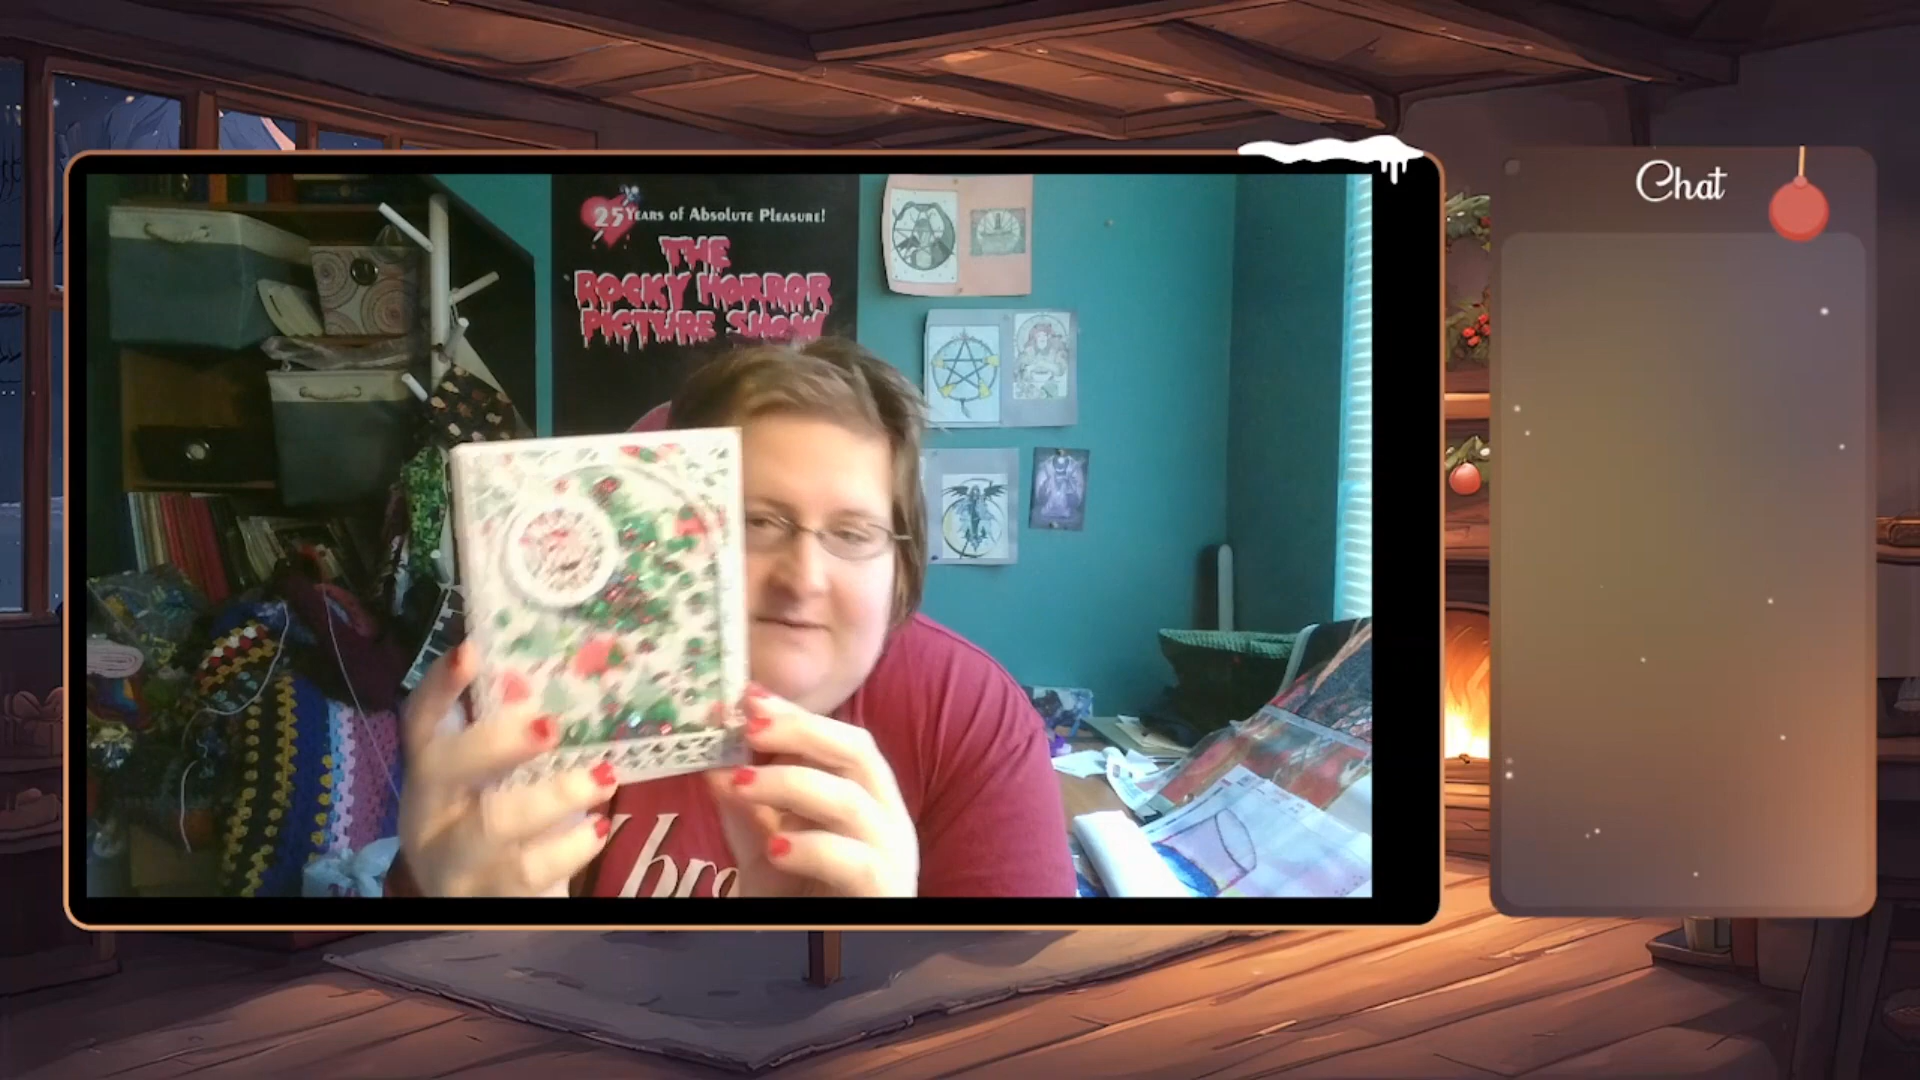 25 Years of Absolute Pleasure!
THE
ROCKY HORROR
PICTURE SHOW
Chat